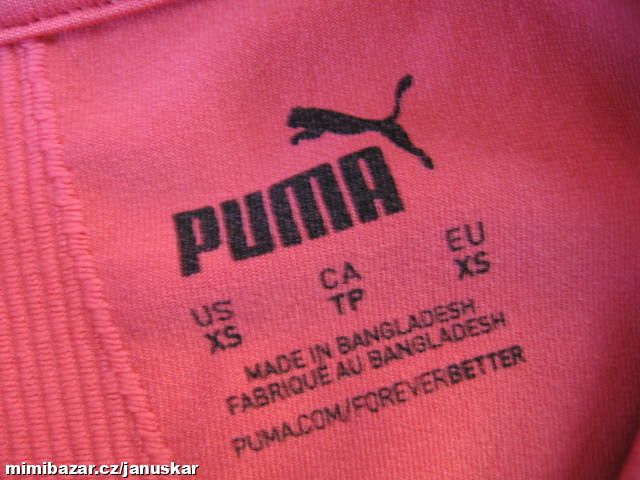 PUMA
US CA EU
XS TP XS
MADE IN BANGLADESH
FABRIQUÉ AU BANGLADESH
PUMA.COM/FOREVERBETTER
mimibazar.cz/januskar